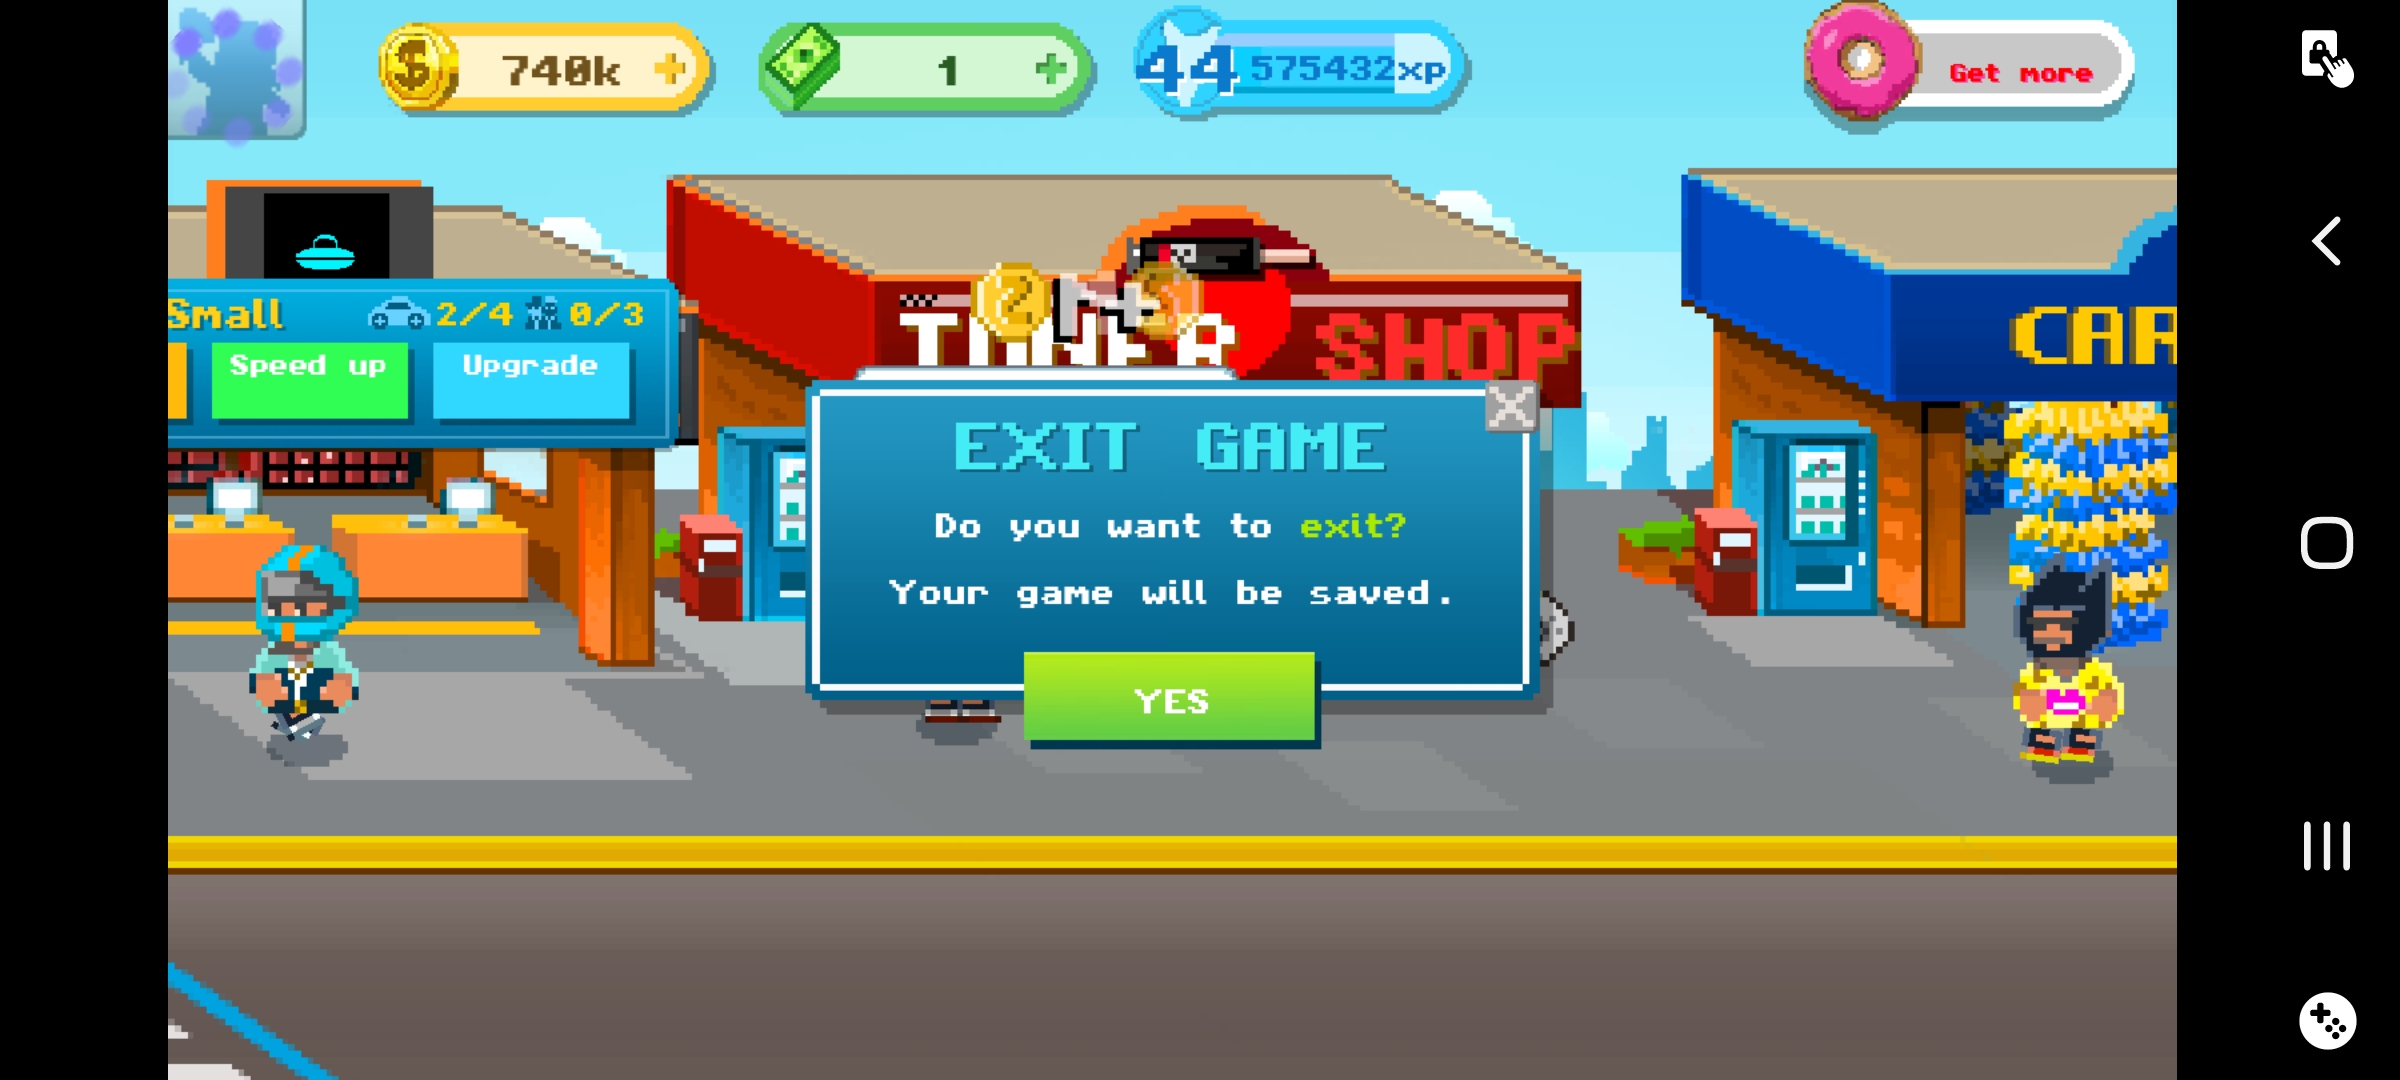 740k
1
44 575432xp
Get more
Small 2/4 0/3
Speed up
Upgrade
SHOP
CAR
EXIT GAME
Do you want to exit?
Your game will be saved.
YES